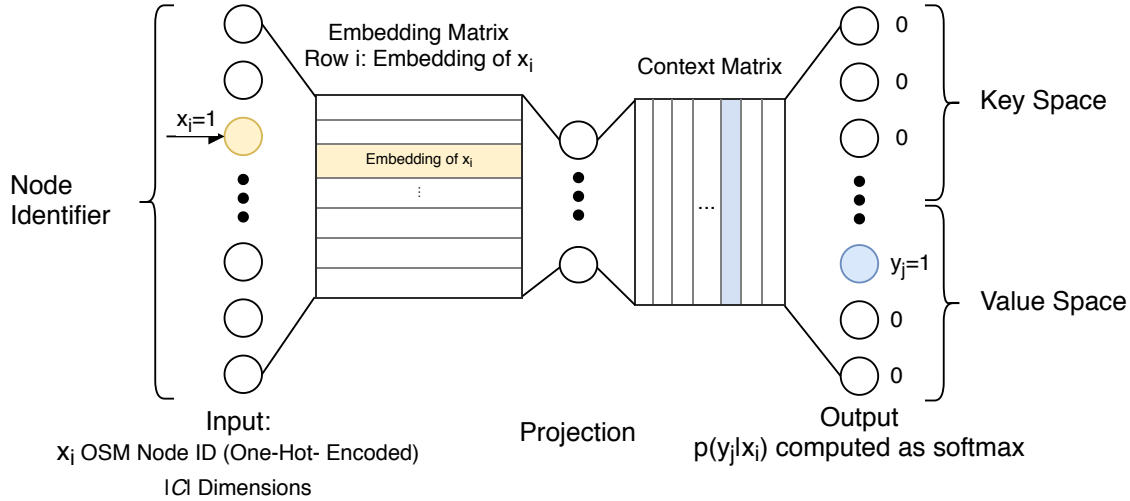 Embedding Matrix
Row i: Embedding of xi
Context Matrix
0
0
0
Key Space
xi=1
Embedding of xi
⋮
...
Node
Identifier
yj=1
0
0
Value Space
Input:
xi OSM Node ID (One-Hot- Encoded)
|C| Dimensions
Projection
Output
p(yj|xi) computed as softmax